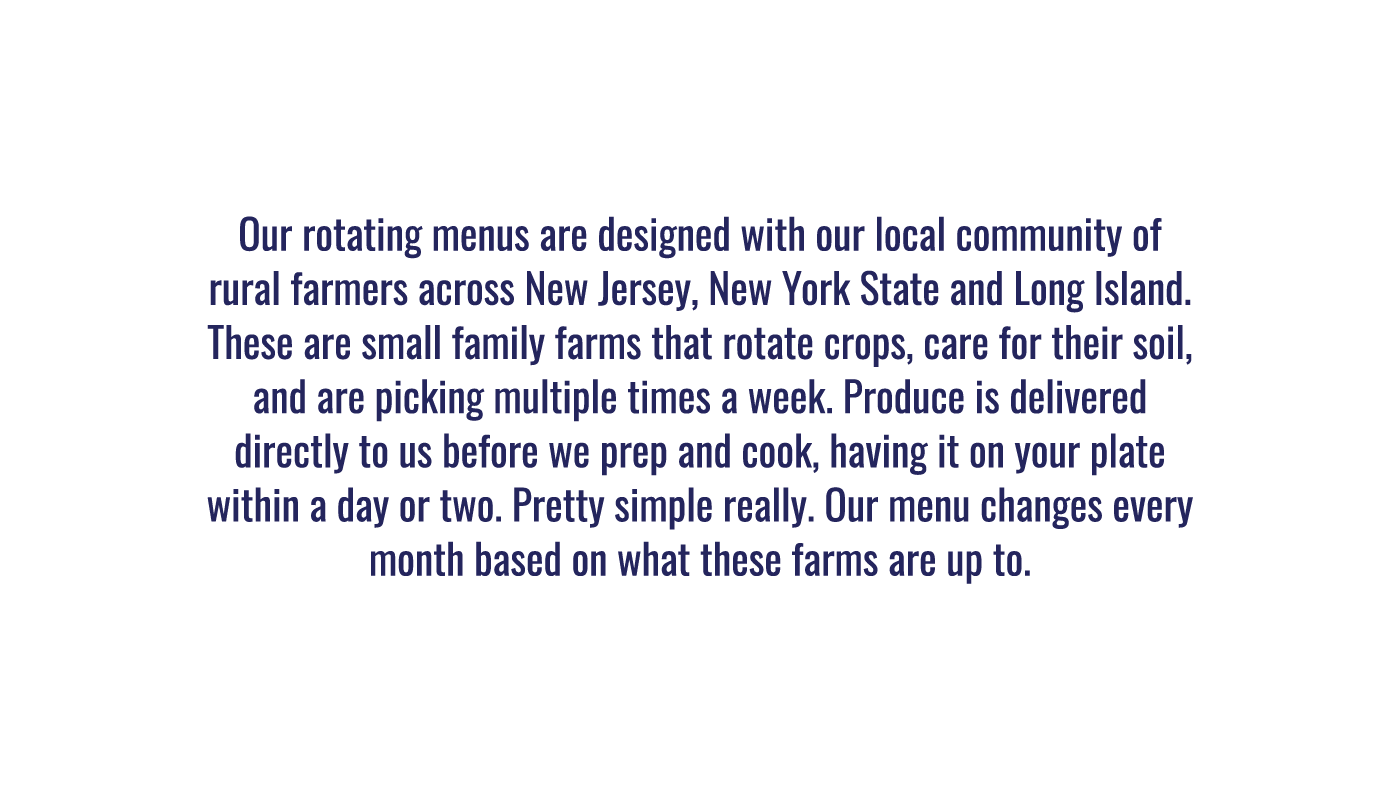 Our rotating menus are designed with our local community of
rural farmers across New Jersey, New York State and Long Island.
These are small family farms that rotate crops, care for their soil,
and are picking multiple times a week. Produce is delivered
directly to us before we prep and cook, having it on your plate
within a day or two. Pretty simple really. Our menu changes every
month based on what these farms are up to.